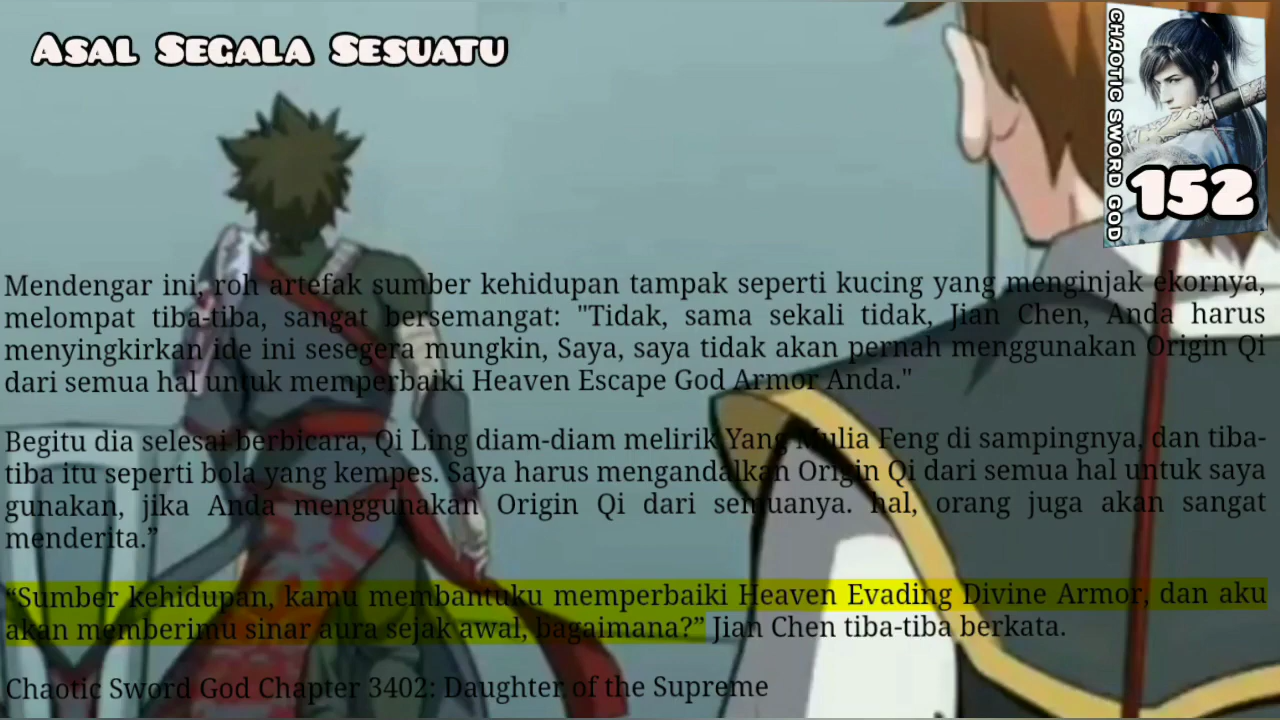 Asal Segala Sesuatu
CHAOTIC SWORD GOD
152
Mendengar ini, roh artefak sumber kehidupan tampak seperti kucing yang menginjak ekornya,
melompat tiba-tiba, sangat bersemangat: "Tidak, sama sekali tidak, Jian Chen, Anda harus
menyingkirkan ide ini sesegera mungkin, Saya, saya tidak akan pernah menggunakan Origin Qi
dari semua hal untuk memperbaiki Heaven Escape God Armor Anda."
Begitu dia selesai berbicara, Qi Ling diam-diam melirik Yang Mulia Feng di sampingnya, dan tiba-
tiba itu seperti bola yang kempes. Saya harus mengandalkan Origin Qi dari semua hal untuk saya
gunakan, jika Anda menggunakan Origin Qi dari semuanya. hal, orang juga akan sangat
menderita.”
“Sumber kehidupan, kamu membantuku memperbaiki Heaven Evading Divine Armor, dan aku
akan memberimu sinar aura sejak awal, bagaimana?” Jian Chen tiba-tiba berkata.
Chaotic Sword God Chapter 3402: Daughter of the Supreme